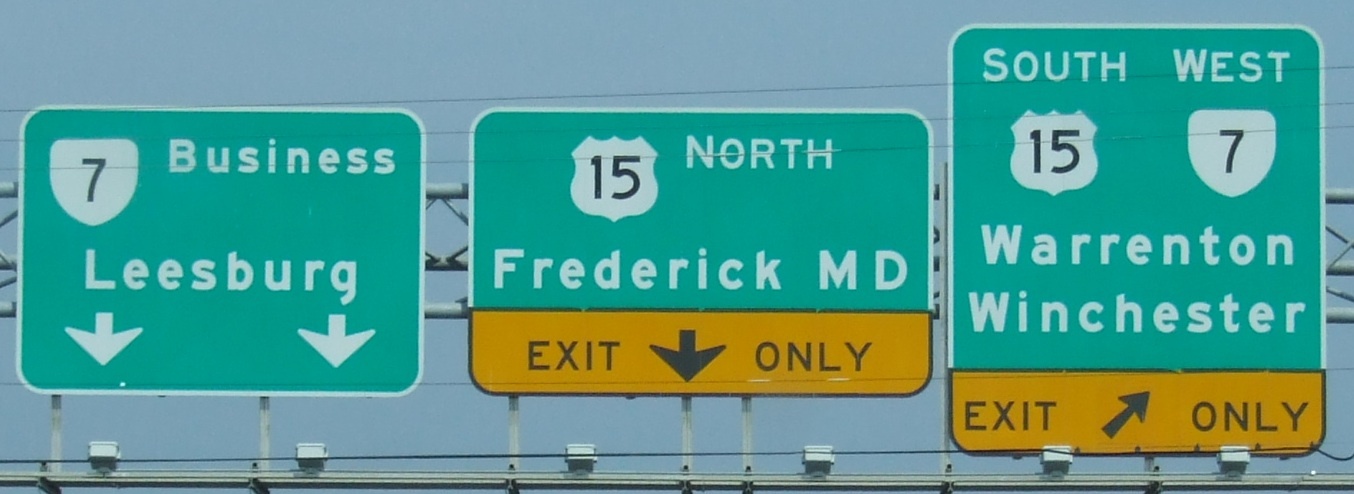 7 Business
Leesburg
15 NORTH
Frederick MD
EXIT ONLY
SOUTH WEST
15 7
Warrenton
Winchester
EXIT ONLY